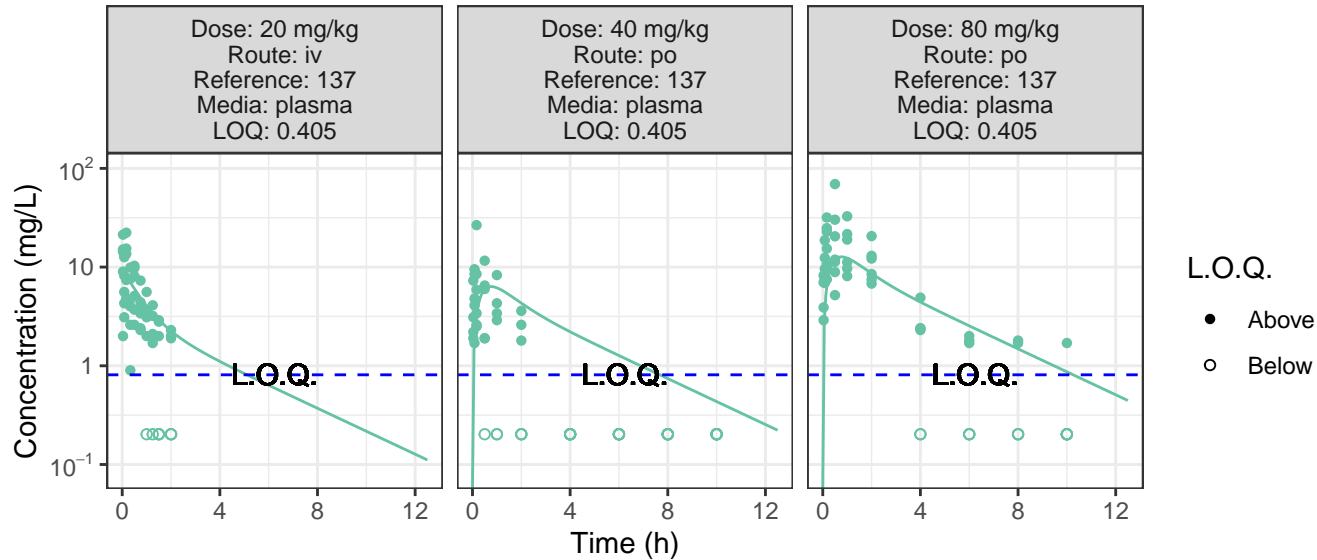 Dose: 20 mg/kg
Route: iv
Reference: 137
Media: plasma
LOQ: 0.405
Dose: 40 mg/kg
Route: po
Reference: 137
Media: plasma
LOQ: 0.405
Dose: 80 mg/kg
Route: po
Reference: 137
Media: plasma
LOQ: 0.405
Concentration (mg/L)
10²
10
1
10⁻¹
L.O.Q.
L.O.Q.
L.O.Q.
0 4 8 12
0 4 8 12
0 4 8 12
Time (h)
L.O.Q.
Above
Below